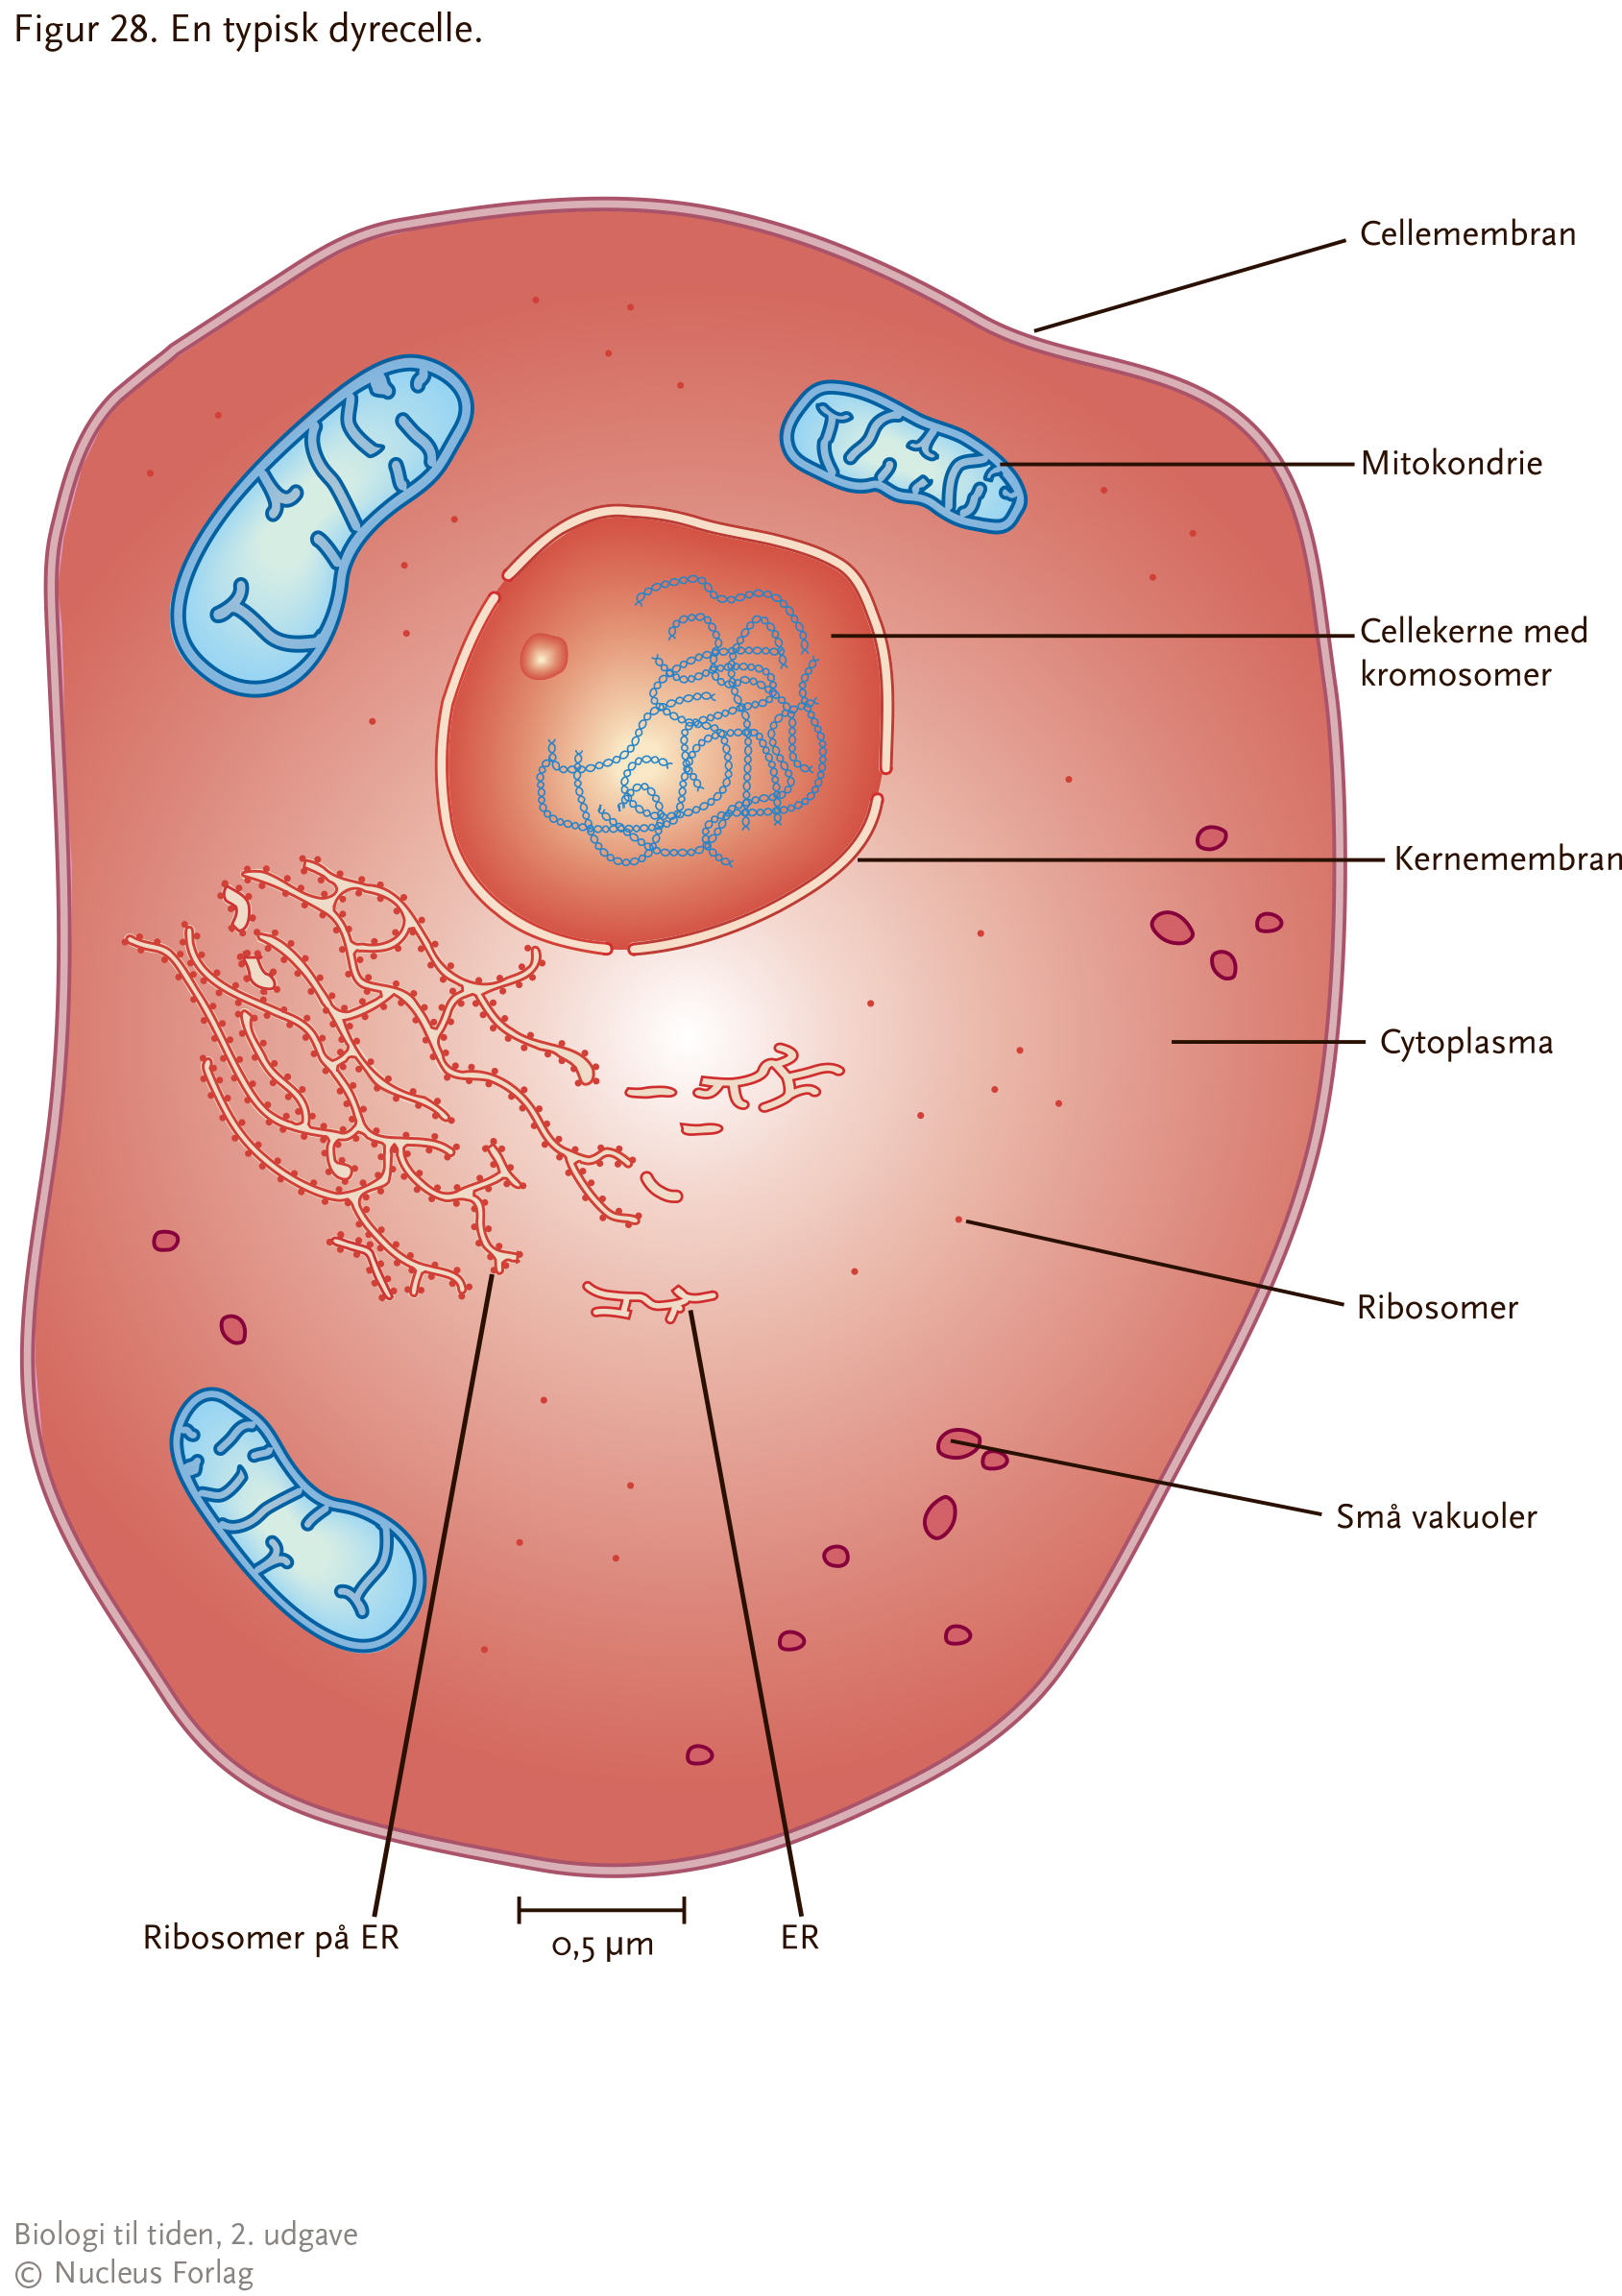 Figur 28. En typisk dyrecelle.
Cellemembran
Mitokondrie
Cellekerne med
kromosomer
Kernemembran
Cytoplasma
Ribosomer
Små vakuoler
Ribosomer på ER
0,5 µm
ER
Biologi til tiden, 2. udgave
© Nucleus Forlag